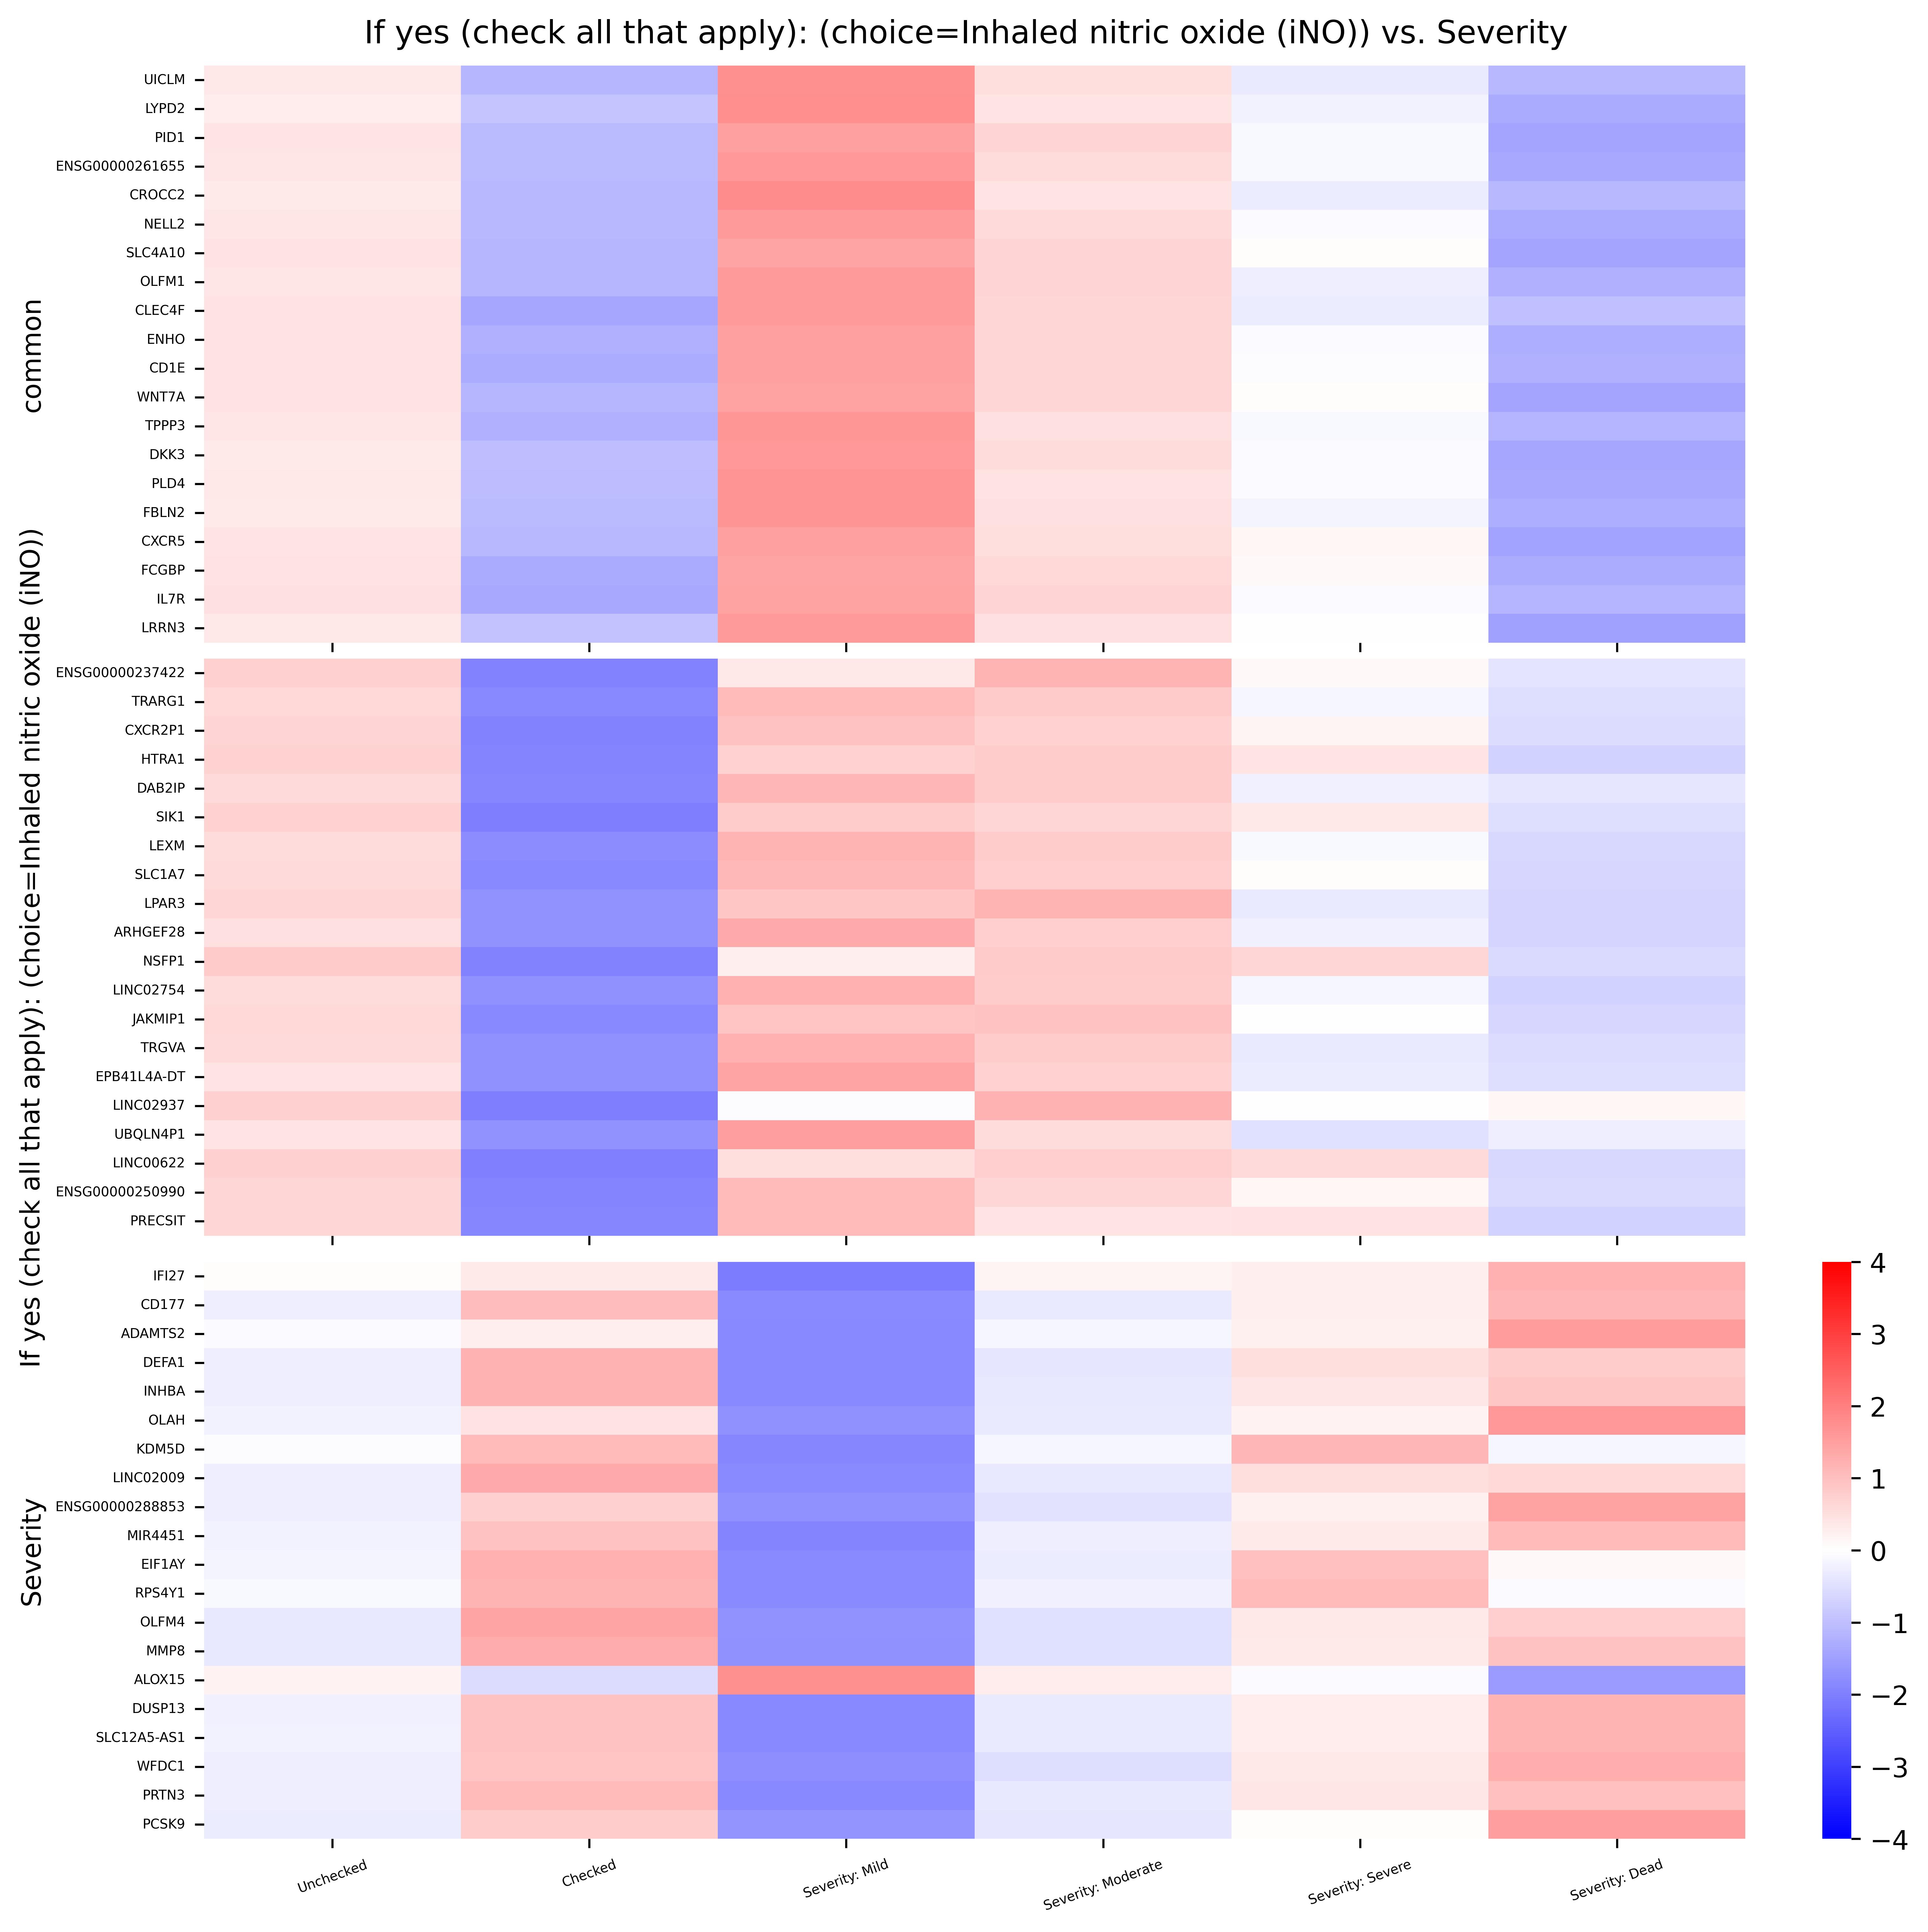 If yes (check all that apply): (choice=Inhaled nitric oxide (iNO)) vs. Severity
common
UICLM
LYPD2
PID1
ENSG00000261655
CROCC2
NELL2
SLC4A10
OLFM1
CLEC4F
ENHO
CD1E
WNT7A
TPPP3
DKK3
PLD4
FBLN2
CXCR5
FCGBP
IL7R
LRRN3
If yes (check all that apply): (choice=Inhaled nitric oxide (iNO))
ENSG00000237422
TRARG1
CXCR2P1
HTRA1
DAB2IP
SIK1
LEXM
SLC1A7
LPAR3
ARHGEF28
NSFP1
LINC02754
JAKMIP1
TRGVA
EPB41L4A-DT
LINC02937
UBQLN4P1
LINC00622
ENSG00000250990
PRECSIT
Severity
IFI27
CD177
ADAMTS2
DEFA1
INHBA
OLAH
KDM5D
LINC02009
ENSG00000288853
MIR4451
EIF1AY
RPS4Y1
OLFM4
MMP8
ALOX15
DUSP13
SLC12A5-AS1
WFDC1
PRTN3
PCSK9
Unchecked
Checked
Severity: Mild
Severity: Moderate
Severity: Severe
Severity: Dead
4
3
2
1
0
−1
−2
−3
−4